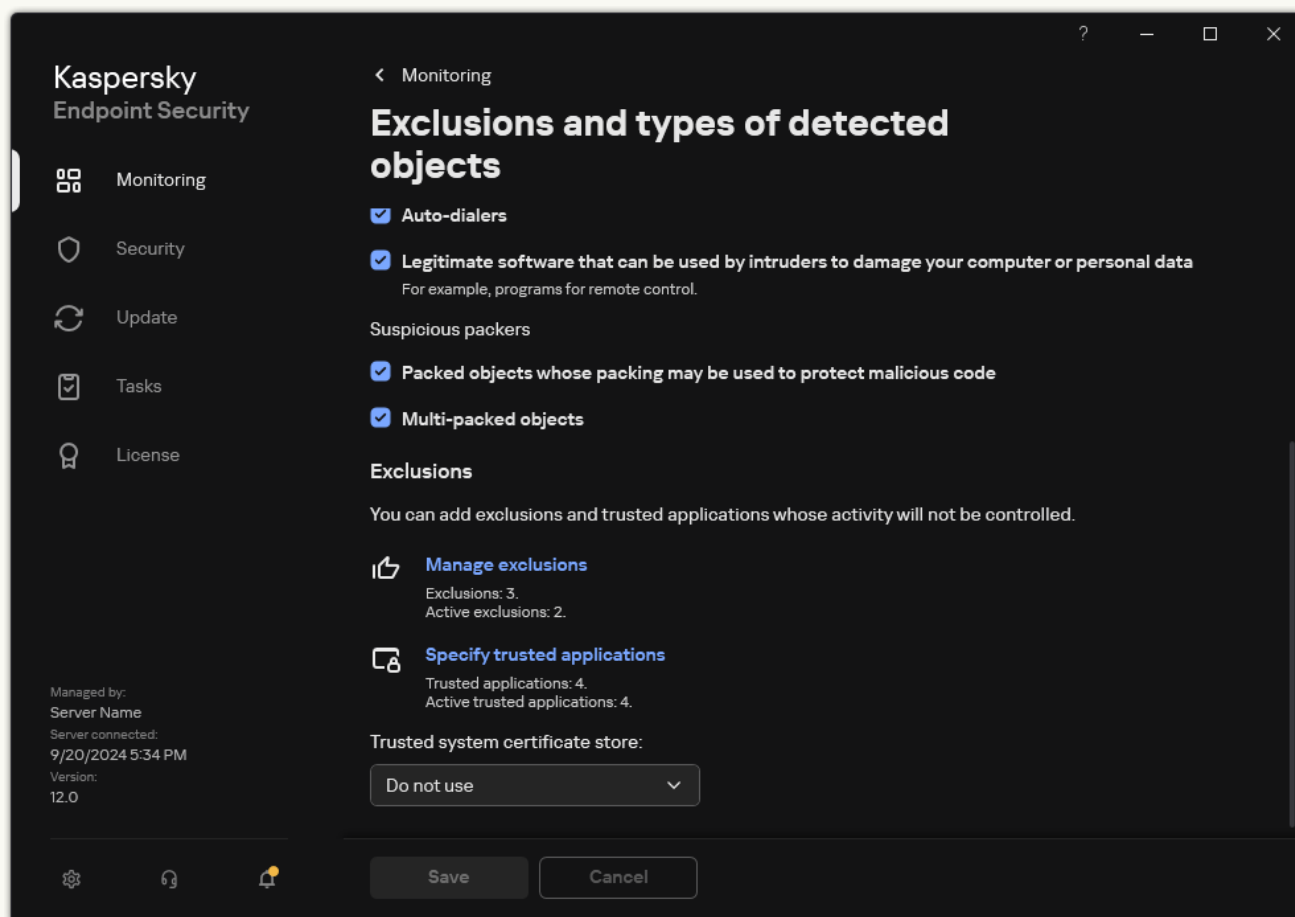 ?
Kaspersky
Endpoint Security
Monitoring
Security
Update
Tasks
License
Managed by:
Server Name
Server connected:
9/20/2024 5:34 PM
Version:
12.0
Monitoring
Exclusions and types of detected
objects
Auto-dialers
Legitimate software that can be used by intruders to damage your computer or personal data
For example, programs for remote control.
Suspicious packers
Packed objects whose packing may be used to protect malicious code
Multi-packed objects
Exclusions
You can add exclusions and trusted applications whose activity will not be controlled.
Manage exclusions
Exclusions: 3.
Active exclusions: 2.
Specify trusted applications
Trusted applications: 4.
Active trusted applications: 4.
Trusted system certificate store:
Do not use
Save
Cancel